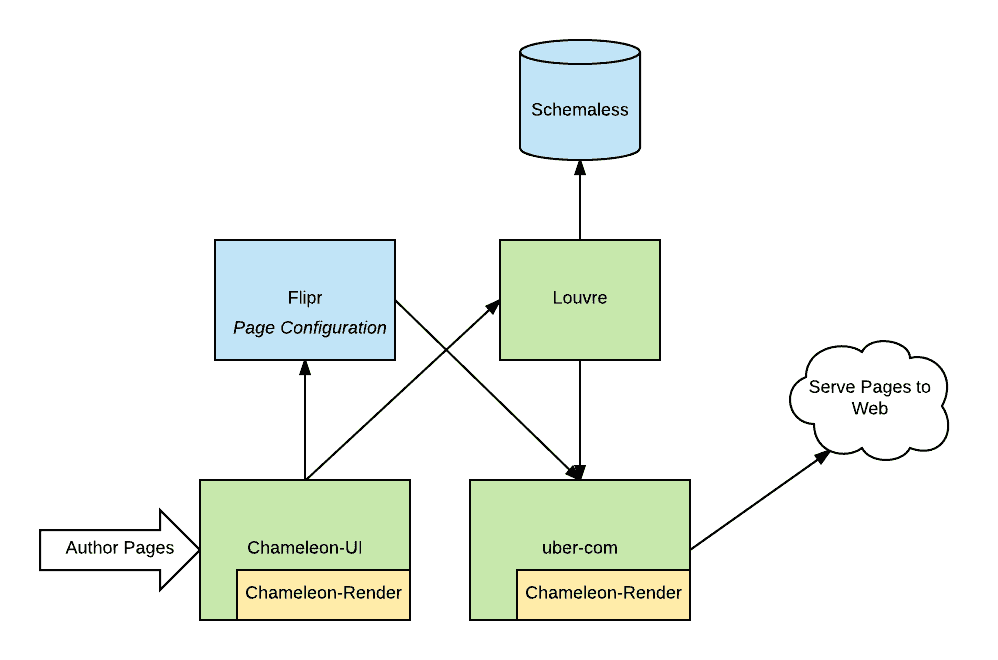 Schemaless
Flipr
Page Configuration
Louvre
Serve Pages to
Web
Author Pages
Chameleon-UI
Chameleon-Render
uber-com
Chameleon-Render